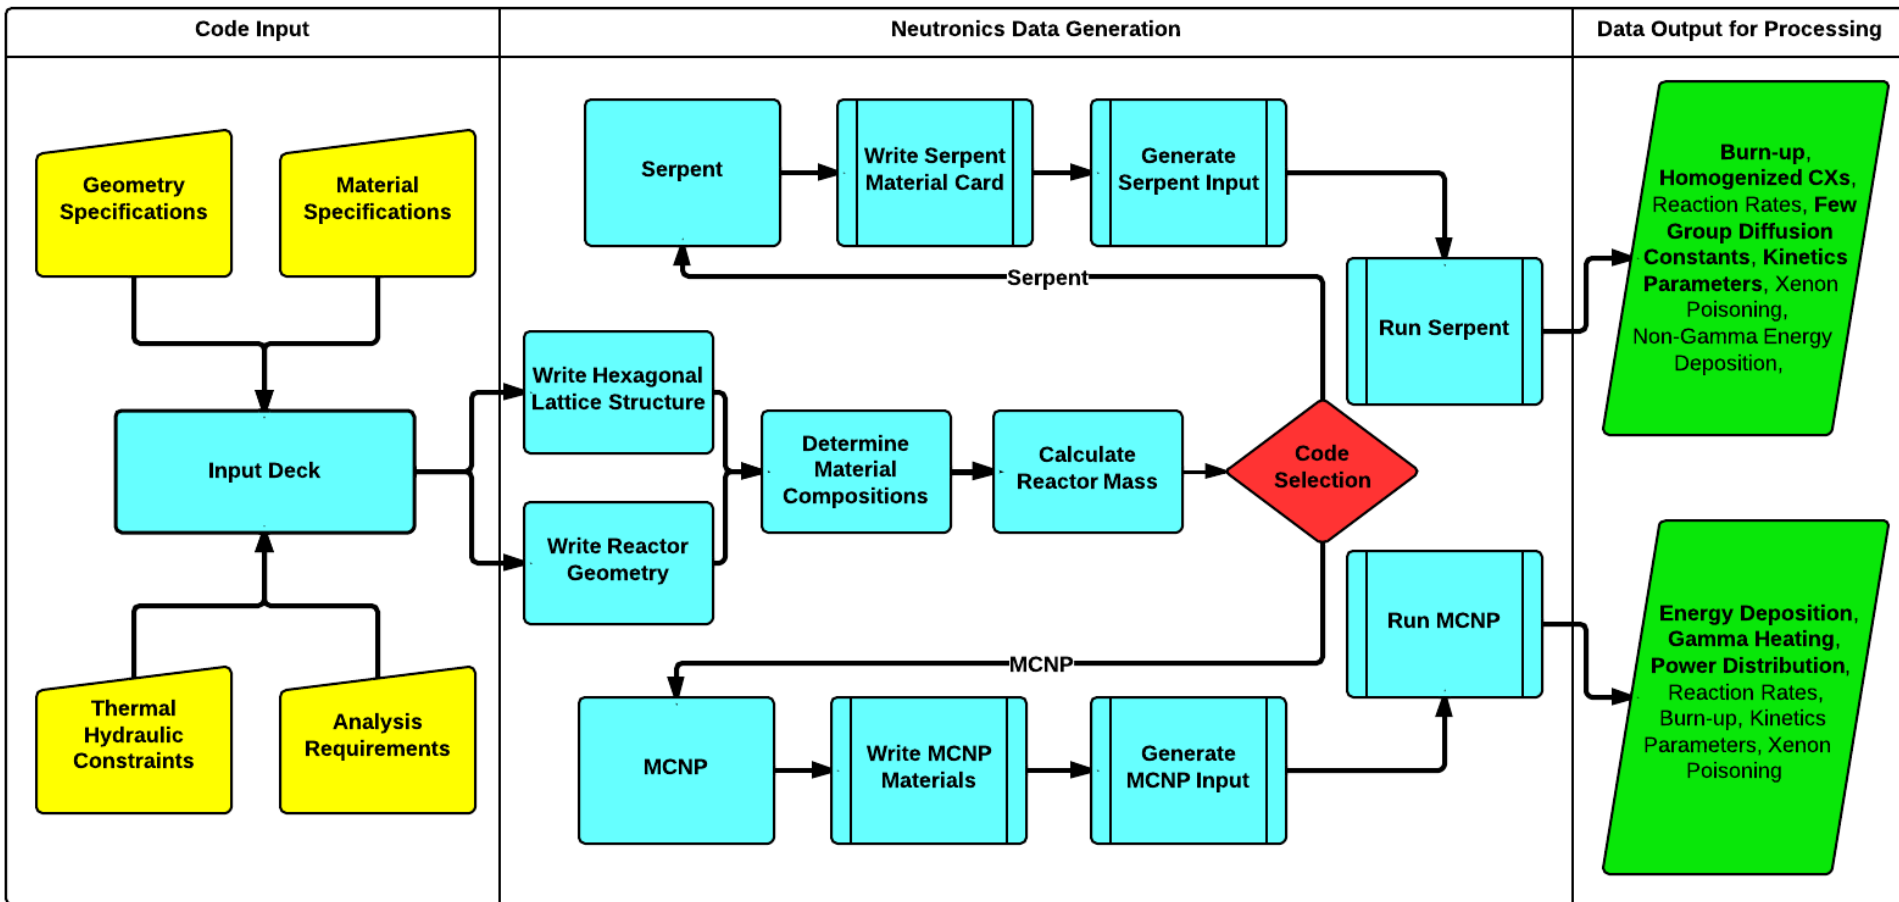 Code Input
Neutronics Data Generation
Data Output for Processing
Geometry
Specifications
Material
Specifications
Input Deck
Thermal
Hydraulic
Constraints
Analysis
Requirements
Serpent
Write Serpent
Material Card
Generate
Serpent Input
Serpent
Run Serpent
Write Hexagonal
Lattice Structure
Write Reactor
Geometry
Determine
Material
Compositions
Calculate
Reactor Mass
Code
Selection
MCNP
Run MCNP
MCNP
Write MCNP
Materials
Generate
MCNP Input
Burn-up,
Homogenized CXs,
Reaction Rates, Few
Group Diffusion
Constants, Kinetics
Parameters, Xenon
Poisoning,
Non-Gamma Energy
Deposition,
Energy Deposition,
Gamma Heating,
Power Distribution,
Reaction Rates,
Burn-up, Kinetics
Parameters, Xenon
Poisoning